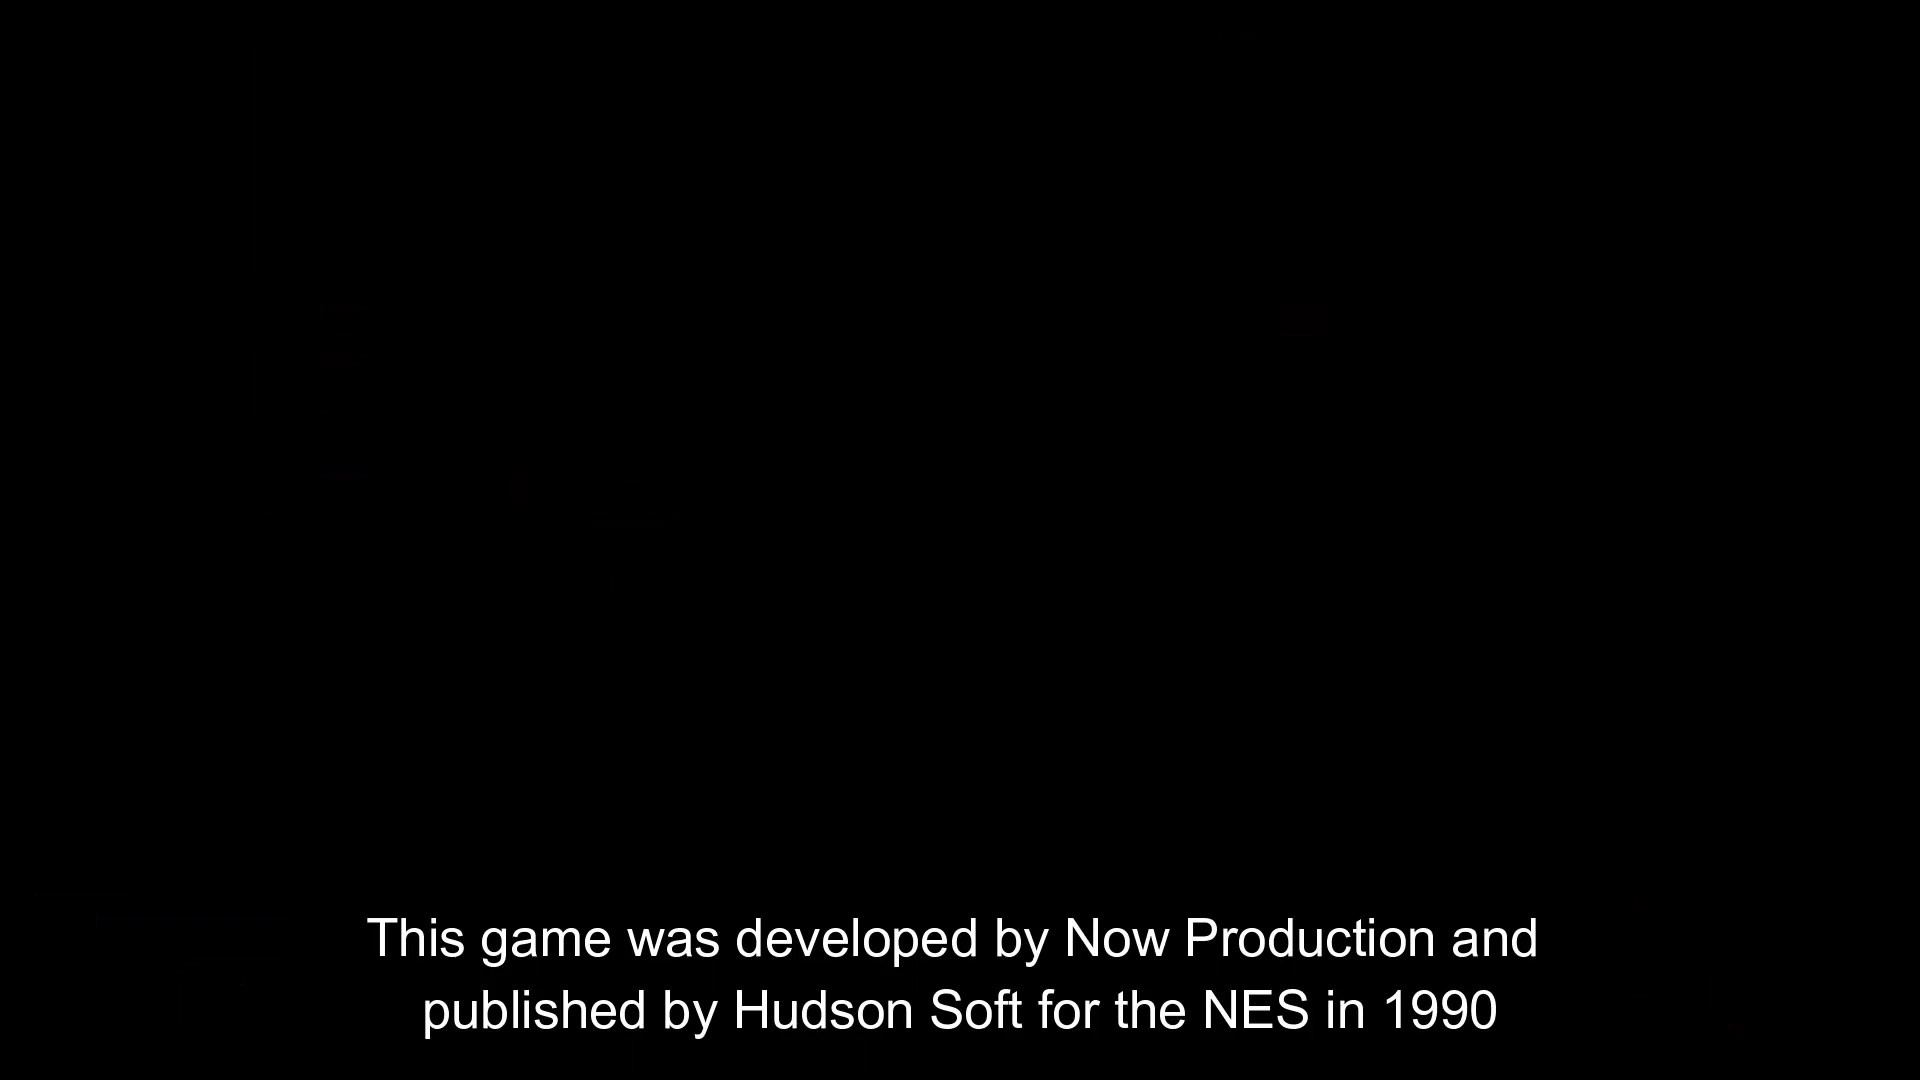 This game was developed by Now Production and
published by Hudson Soft for the NES in 1990